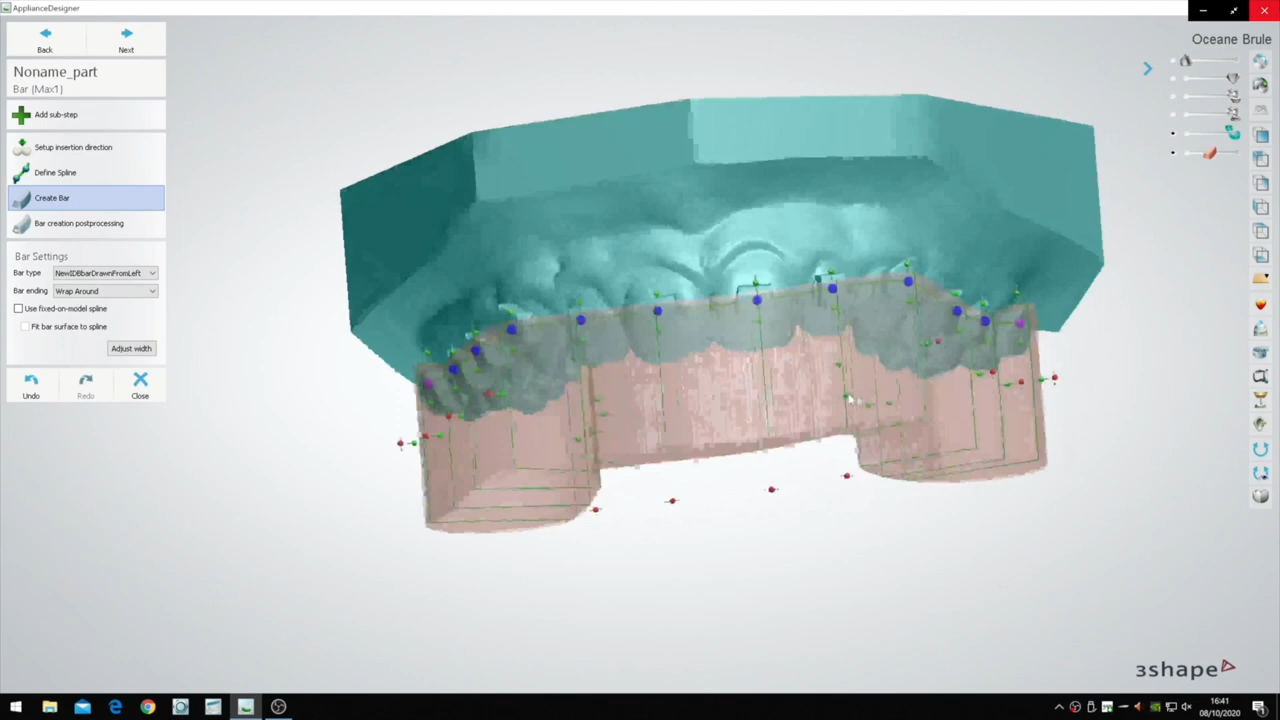 ApplianceDesigner
Back
Next
Oceane Brule
Noname_part
Bar (Max1)
Add sub-step
Setup insertion direction
Define Spline
Create Bar
Bar creation postprocessing
Bar Settings
Bar type
NewIDBbarDrawnFromLeft
Bar ending
Wrap Around
Use fixed-on-model spline
Fit bar surface to spline
Adjust width
Undo
Redo
Close
3shape
16:41
08/10/2020